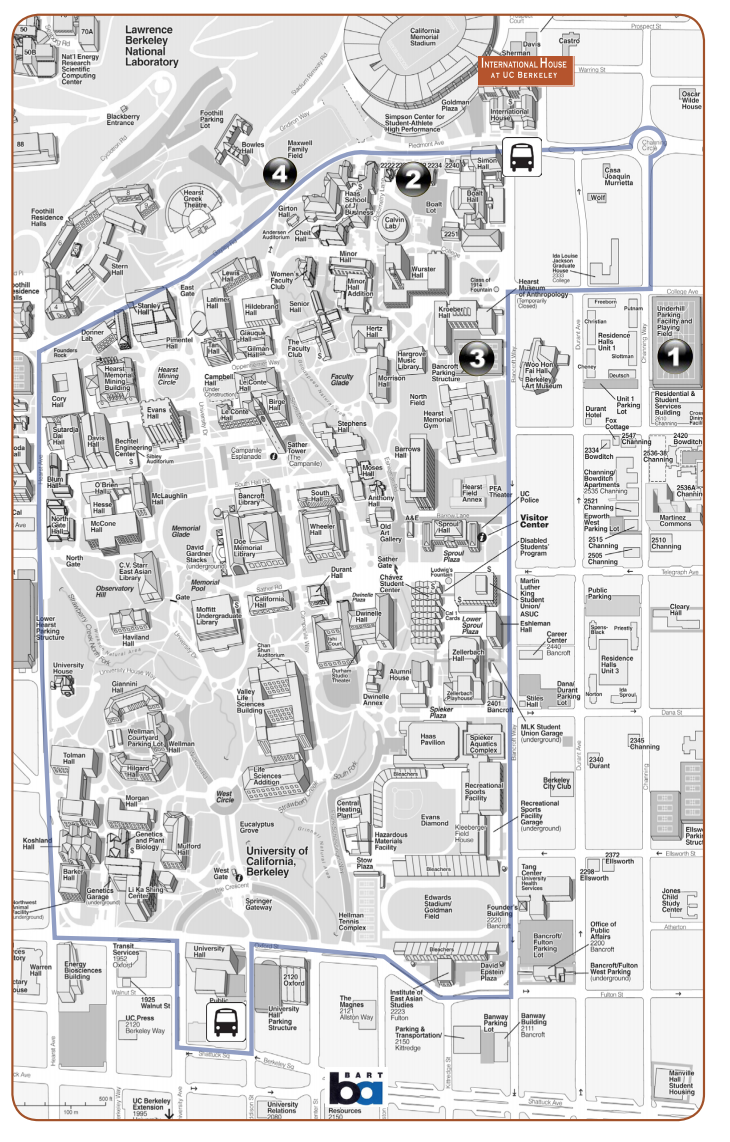 Lawrence
Berkeley
National
Laboratory
50
70A
50B
Nat'l Energy
Research
Scientific
Computing
Center
California
Memorial
Stadium
Prospect St
Prospect
Court
Davis
Castro
Sherman
INTERNATIONAL HOUSE
AT UC BERKELEY
Warring St
Oscar
Wilde
House
Stadium Rimway Rd
Goldman
Plaza
Simpson Center for
Student-Athlete
High Performance
International
House
Blackberry
Entrance
Foothill
Parking
Lot
Gridiron Way
Cyclotron Rd
88
Bowles
Hall
Maxwell
Family
Field
Piedmont Ave
Channing
Circle
4
2
2234
2240
Simon
Hall
Hearst
Greek
Theatre
Haas
School
of
Business
Boalt
Hall
Boalt
Lot
Casa
Joaquin
Murrietta
Wolf
Foothill
Residence
Halls
Girton
Hall
Andersen
Auditorium
Cheit
Hall
Calvin
Lab
2251
Stern
Hall
Minor
Hall
Lewis
Hall
Women's
Faculty
Club
Minor
Hall
Addition
Wurster
Hall
Class of
1914
Fountain
Ida Louise
Jackson
Graduate
House
2333
College
College Ave
East
Gate
Stanley
Hall
Latimer
Hall
Hildebrand
Hall
Senior
Hall
Kroeber
Hall
Hearst
Museum
of Anthropology
(Temporarily
Closed)
Freeborn
Putnam
Christian
Residence
Halls
Unit 1
Slottman
Cheney
Deutsch
Underhill
Parking
Facility and
Playing
Field
1
Donner
Lab
Pimentel
Hall
Giauque
Hall
Gilman
Hall
Tan
Hall
The
Faculty
Club
Hertz
Hall
Founders
Rock
3
Hargrove
Music
Library
Bancroft
Parking
Structure
Morrison
Hall
Woo Hon
Fai Hall
Berkeley
Art Museum
Bancroft Way
Durant Ave
Channing Way
Hearst
Memorial
Mining
Building
Hearst
Mining
Circle
Campbell
Hall
(Under
Construction)
LeConte
Hall
Faculty
Glade
Cory
Hall
Evans
Hall
Le Conte
Hall
Birge
Hall
North
Field
Unit 1
Parking
Lot
Durant
Hotel
Fox
Cottage
Residential &
Student
Services
Building
2610
Channing
Sutardja
Dai
Hall
Davis
Hall
Bechtel
Engineering
Center
Sibley
Auditorium
Campanile
Esplanade
Sather
Tower
(The
Campanile)
Stephens
Hall
Hearst
Memorial
Gym
Barrows
Hall
2334
Bowditch
2547
Channing
2420
Bowditch
2536-38
Channing
Blum
Hall
O'Brien
Hall
Hesse
Hall
McLaughlin
Hall
South Hall Rd
Bancroft
Library
South
Hall
Moses
Hall
Anthony
Hall
Hearst
Field
Annex
PFA
Theater
Channing/
Bowditch
Apartments
2535 Channing
2521
Channing
2536A
Channing
North
Gate
Hall
McCone
Hall
Memorial
Glade
Doe
Memorial
Library
Wheeler
Hall
Old
Art
Gallery
A&E
Barrow Lane
Sproul
Hall
Sproul
Plaza
UC
Police
Visitor
Center
Epworth
West
Parking Lot
2515
Channing
2505
Channing
2510
Channing
Martinez
Commons
North
Gate
C.V. Starr
East Asian
Library
David
Gardner
Stacks
(underground)
Memorial
Pool
Durant
Hall
Sather
Gate
Chávez
Student
Center
Ludwig's
Fountain
Disabled
Students'
Program
Telegraph Ave
Observatory
Hill
Gate
Sather Rd
Moffitt
Undergraduate
Library
California
Hall
Dwinelle
Plaza
Dwinelle
Hall
Cal 1
Cards
Lower
Sproul
Plaza
Martin
Luther
King
Student
Union/
ASUC
Eshleman
Hall
Public
Parking
Cleary
Hall
Lower
Hearst
Parking
Structure
Haviland
Hall
Chan
Shun
Auditorium
Durham
Studio
Theater
Zellerbach
Hall
Zellerbach
Playhouse
Career
Center
2440
Bancroft
Spens-
Black
Priestly
Residence
Halls
Unit 3
Norton
Ida
Sproul
University
House
University House Way
Giannini
Hall
Valley
Life
Sciences
Building
Dwinelle
Annex
Alumni
House
Spieker
Plaza
2401
Bancroft
Stiles
Hall
Dana/
Durant
Parking
Lot
Dana St
Wellman
Courtyard
Parking Lot
Wellman
Hall
Hilgard
Hall
Haas
Pavilion
Spieker
Aquatics
Complex
MLK Student
Union Garage
(underground)
2345
Channing
2340
Durant
Tolman
Hall
Life
Sciences
Addition
Bleachers
Recreational
Sports
Facility
Berkeley
City Club
Morgan
Hall
West
Circle
Strawberry Creek
South Fork
Central
Heating
Plant
Evans
Diamond
Recreational
Sports
Facility
Garage
(underground)
Koshland
Hall
Genetics
and Plant
Biology
Mulford
Hall
Eucalyptus
Grove
Hazardous
Materials
Facility
Kleeberger
Field
House
Ellsworth St
Barker
Hall
Genetics
Garage
(underground)
Li Ka Shing
Center
University of
California,
Berkeley
West
Gate
Stow
Plaza
Bleachers
Tang
Center
University
Health
Services
2372
Ellsworth
2298
Ellsworth
Jones
Child
Study
Center
Springer
Gateway
Hellman
Tennis
Complex
Edwards
Stadium/
Goldman
Field
Founder's
Building
2220
Bancroft
Office of
Public
Affairs
2200
Bancroft
Atherton
Bancroft/
Fulton
Parking
Lot
Bancroft/Fulton
West Parking
(underground)
Warren
Hall
Energy
Biosciences
Building
Transit
Services
1952
Oxford
University
Hall
Oxford St
2120
Oxford
Bleachers
David
Epstein
Plaza
Fulton St
Walnut St
1925
Walnut St
UC Press
2120
Berkeley Way
Public
University
Hall
Parking
Structure
The
Magnes
2121
Allston Way
Institute of
East Asian
Studies
2223
Fulton
Parking &
Transportation/
2150
Kittredge
Banway
Parking
Lot
Banway
Building
2111
Bancroft
Hearst Ave
Shattuck Sq
Berkeley Sq
Kittredge St
BART
ba
Manville
Hall
Student
Housing
500 ft
100 m
UC Berkeley
Extension
1995
University
Relations
2080
Resources
2150
Shattuck Ave